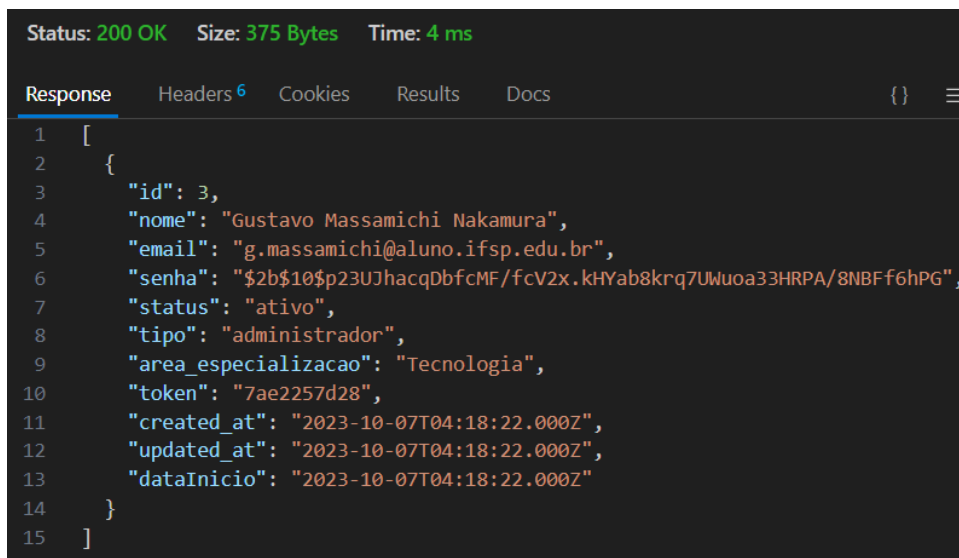 Status: 200 OK Size: 375 Bytes Time: 4 ms
Response Headers 6 Cookies Results Docs {} ≡
1 [
2 {
3 "id": 3,
4 "nome": "Gustavo Massamichi Nakamura",
5 "email": "g.massamichi@aluno.ifsp.edu.br",
6 "senha": "$2b$10$p23UJhacqDbfcMF/fcV2x.kHYab8krq7UWuoa33HRPA/8NBFf6hPG",
7 "status": "ativo",
8 "tipo": "administrador",
9 "area_especializacao": "Tecnologia",
10 "token": "7ae2257d28",
11 "created_at": "2023-10-07T04:18:22.000Z",
12 "updated_at": "2023-10-07T04:18:22.000Z",
13 "dataInicio": "2023-10-07T04:18:22.000Z"
14 }
15 ]